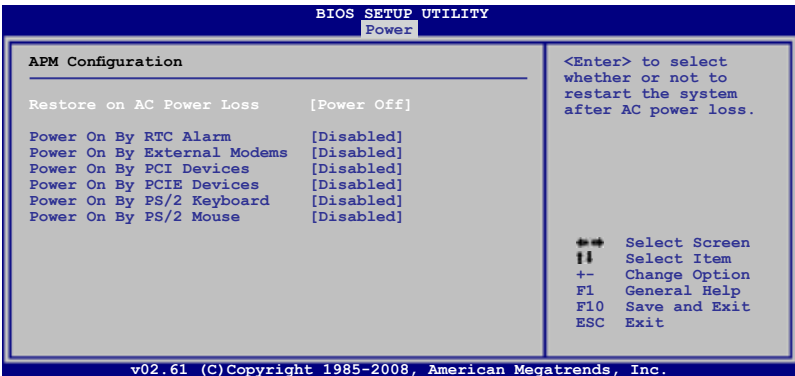 BIOS SETUP UTILITY
Power
APM Configuration
Restore on AC Power Loss [Power Off]
Power On By RTC Alarm [Disabled]
Power On By External Modems [Disabled]
Power On By PCI Devices [Disabled]
Power On By PCIE Devices [Disabled]
Power On By PS/2 Keyboard [Disabled]
Power On By PS/2 Mouse [Disabled]
<Enter> to select
whether or not to
restart the system
after AC power loss.
←→ Select Screen
↑↓ Select Item
+- Change Option
F1 General Help
F10 Save and Exit
ESC Exit
v02.61 (C)Copyright 1985-2008, American Megatrends, Inc.